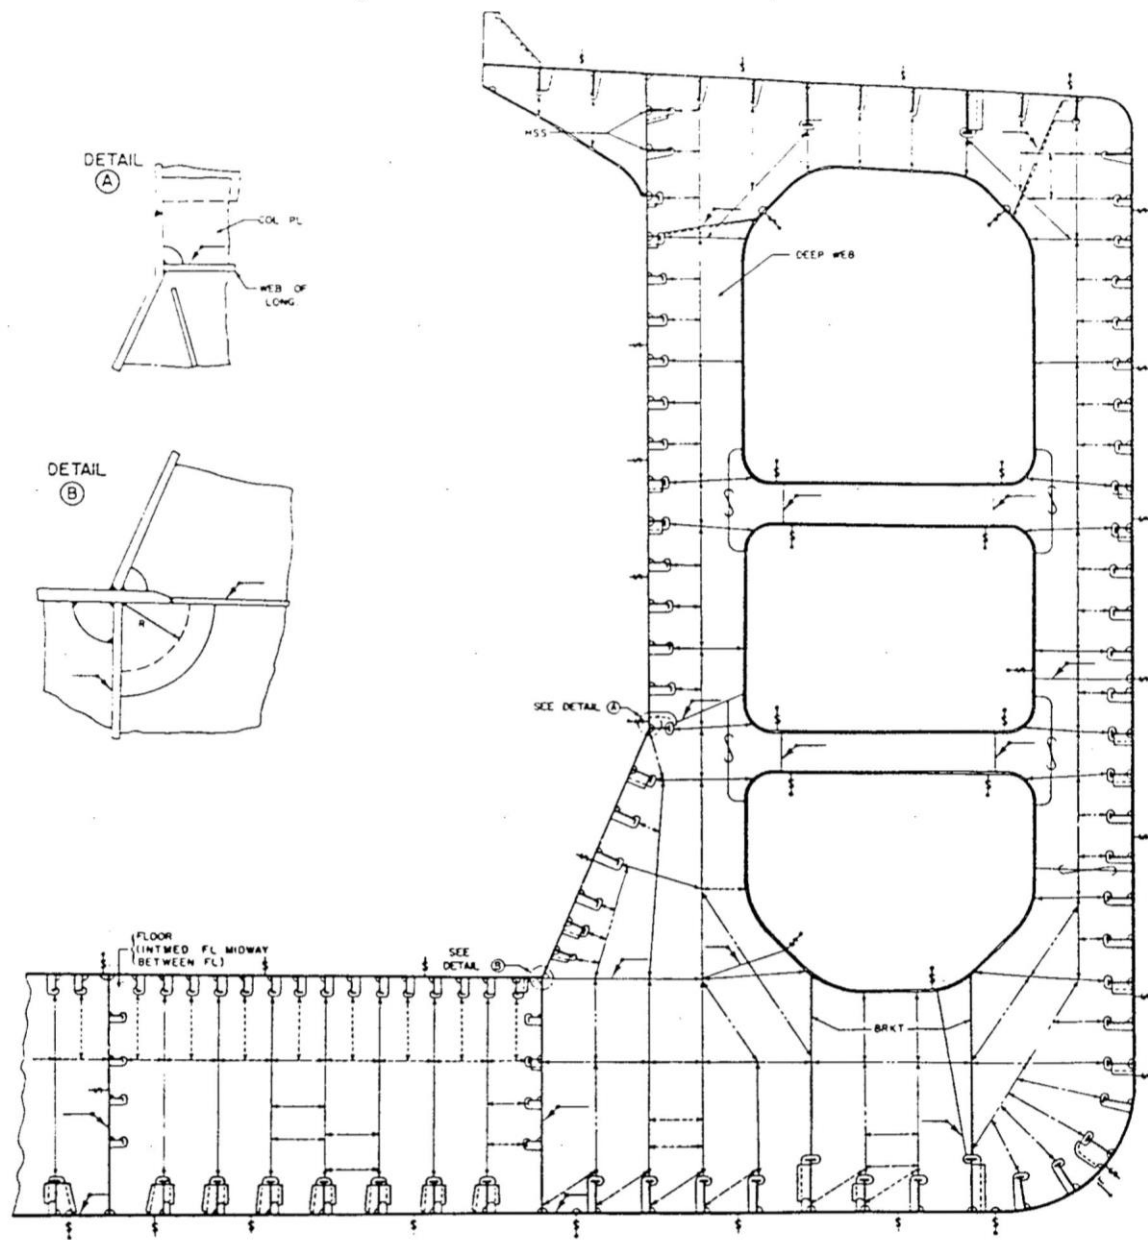 DETAIL
A
COL PL
WEB OF
LONG.
DETAIL
B
R
HSS
DEEP WEB
SEE DETAIL A
FLOOR
(INTMED FL MIDWAY
BETWEEN FL)
SEE
DETAIL B
BRKT